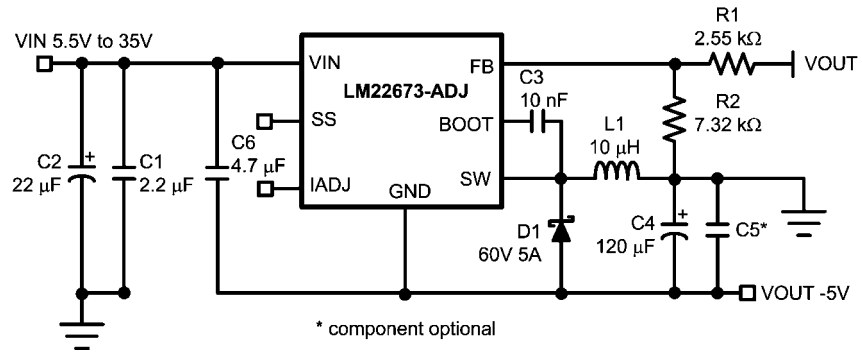 VIN 5.5V to 35V
VIN
FB
LM22673-ADJ
SS
BOOT
IADJ
SW
GND
R1
2.55 kΩ
VOUT
C3
10 nF
R2
7.32 kΩ
L1
10 µH
C2
22 µF
+
C1
2.2 µF
C6
4.7 µF
D1
60V 5A
C4
120 µF
+
C5*
VOUT -5V
* component optional